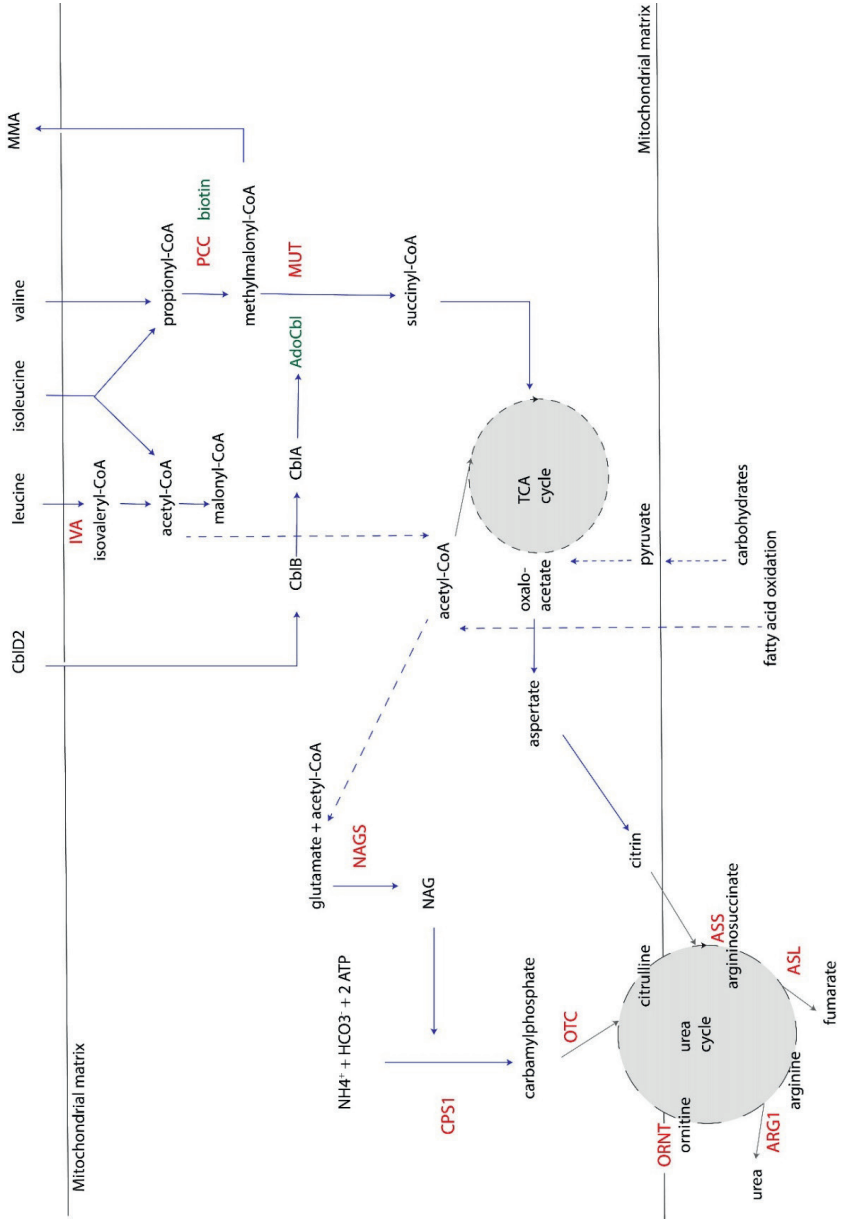 Mitochondrial matrix
CblD2
leucine
isoleucine
valine
MMA
IVA
isovaleryl-CoA
acetyl-CoA
malonyl-CoA
propionyl-CoA
PCC
biotin
methylmalonyl-CoA
CblB
CblA
AdoCbl
MUT
succinyl-CoA
glutamate + acetyl-CoA
NAGS
NAG
NH4⁺ + HCO3⁻ + 2 ATP
CPS1
carbamylphosphate
OTC
acetyl-CoA
TCA
cycle
oxalo-
acetate
aspertate
citrin
pyruvate
carbohydrates
fatty acid oxidation
Mitochondrial matrix
ORNT
ornitine
citrulline
urea
cycle
ASS
argininosuccinate
ASL
fumarate
arginine
ARG1
urea